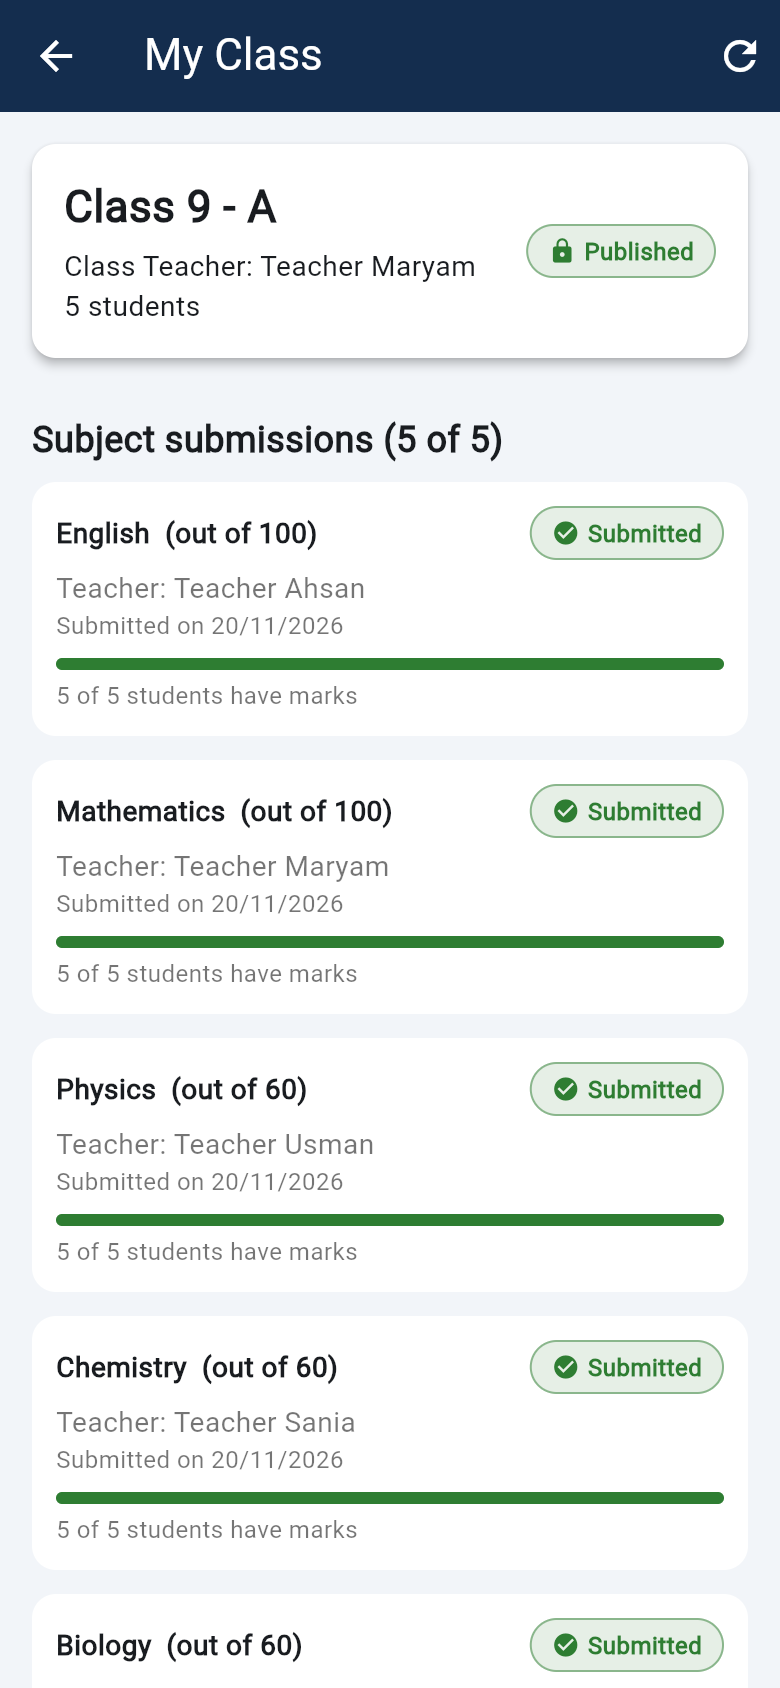 My Class
Class 9 - A
Class Teacher: Teacher Maryam
5 students
Published
Subject submissions (5 of 5)
English (out of 100)
Submitted
Teacher: Teacher Ahsan
Submitted on 20/11/2026
5 of 5 students have marks
Mathematics (out of 100)
Submitted
Teacher: Teacher Maryam
Submitted on 20/11/2026
5 of 5 students have marks
Physics (out of 60)
Submitted
Teacher: Teacher Usman
Submitted on 20/11/2026
5 of 5 students have marks
Chemistry (out of 60)
Submitted
Teacher: Teacher Sania
Submitted on 20/11/2026
5 of 5 students have marks
Biology (out of 60)
Submitted